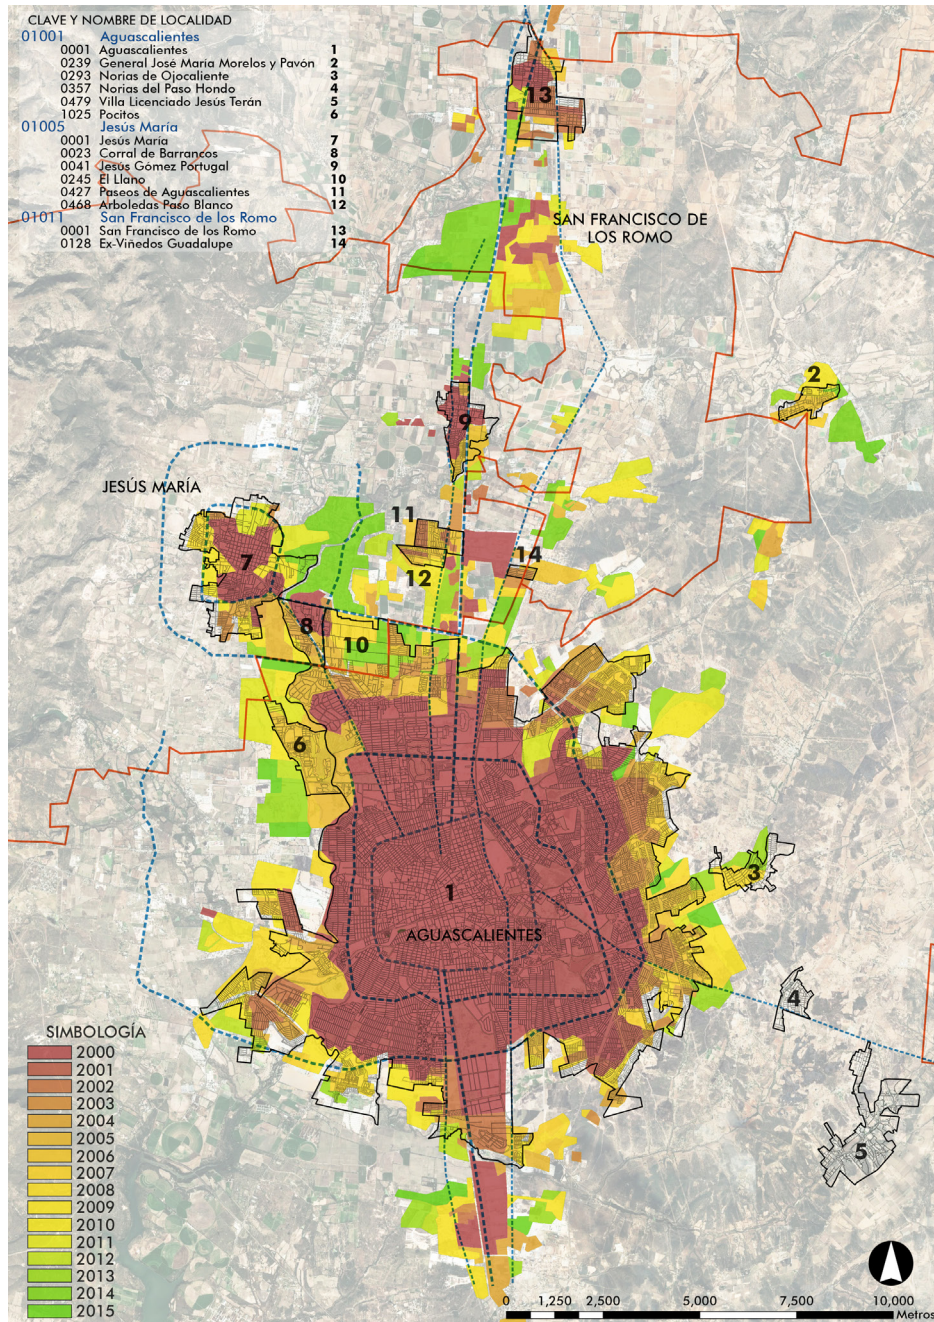 CLAVE Y NOMBRE DE LOCALIDAD
01001 Aguascalientes
0001 Aguascalientes 1
0239 General José María Morelos y Pavón 2
0293 Norias de Ojocaliente 3
0357 Norias del Paso Hondo 4
0479 Villa Licenciado Jesús Terán 5
1025 Pocitos 6
01005 Jesús María
0001 Jesús María 7
0023 Corral de Barrancos 8
0041 Jesús Gómez Portugal 9
0245 El Llano 10
0427 Paseos de Aguascalientes 11
0468 Arboledas Paso Blanco 12
01011 San Francisco de los Romo
0001 San Francisco de los Romo 13
0128 Ex-Viñedos Guadalupe 14
13
SAN FRANCISCO DE
LOS ROMO
2
9
JESÚS MARÍA
11
14
7
12
8
10
6
3
1
AGUASCALIENTES
4
5
SIMBOLOGÍA
2000
2001
2002
2003
2004
2005
2006
2007
2008
2009
2010
2011
2012
2013
2014
2015
0 1,250 2,500 5,000 7,500 10,000
Metros